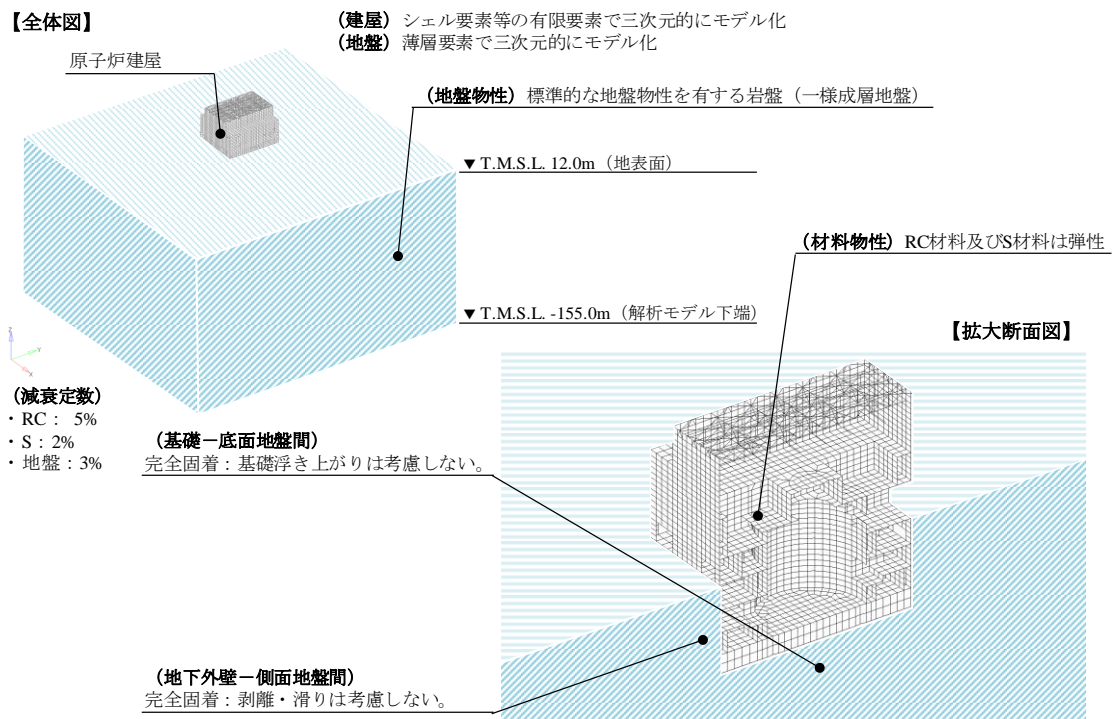 【全体図】
（建屋）シェル要素等の有限要素で三次元的にモデル化
（地盤）薄層要素で三次元的にモデル化
原子炉建屋
（地盤物性）標準的な地盤物性を有する岩盤（一様成層地盤）
▼T.M.S.L. 12.0m（地表面）
（材料物性）RC材料及びS材料は弾性
▼T.M.S.L. -155.0m（解析モデル下端）
【拡大断面図】
Z
Y
X
（減衰定数）
・RC： 5%
・S：2%
・地盤：3%
（基礎－底面地盤間）
完全固着：基礎浮き上がりは考慮しない。
（地下外壁－側面地盤間）
完全固着：剥離・滑りは考慮しない。